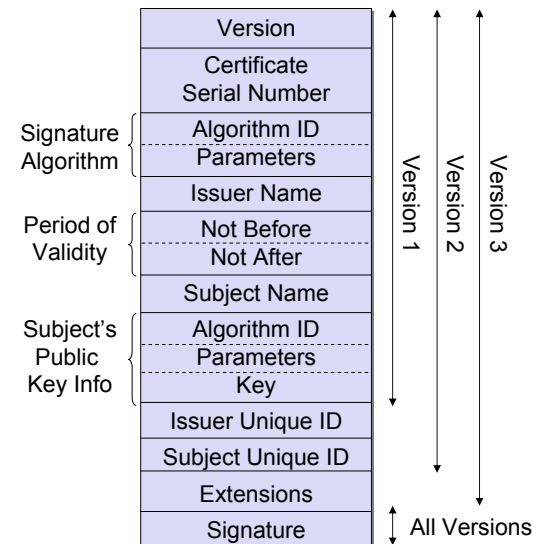 Version
Certificate
Serial Number
Signature
Algorithm
Algorithm ID
Parameters
Issuer Name
Period of
Validity
Not Before
Not After
Subject Name
Subject's
Public
Key Info
Algorithm ID
Parameters
Key
Issuer Unique ID
Subject Unique ID
Extensions
Signature
Version 1
Version 2
Version 3
All Versions